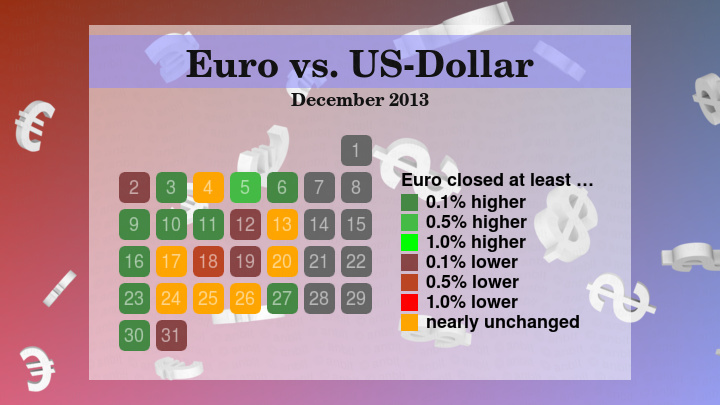 Euro vs. US-Dollar
December 2013
1
2 3 4 5 6 7 8
9 10 11 12 13 14 15
16 17 18 19 20 21 22
23 24 25 26 27 28 29
30 31
Euro closed at least ...
0.1% higher
0.5% higher
1.0% higher
0.1% lower
0.5% lower
1.0% lower
nearly unchanged